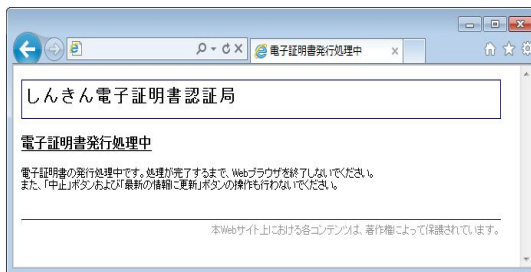 電子証明書発行処理中
しんきん電子証明書認証局
電子証明書発行処理中
電子証明書の発行処理中です。処理が完了するまで、Webブラウザを終了しないでください。
また、「中止」ボタンおよび「最新の情報に更新」ボタンの操作も行わないでください。
本Webサイト上における各コンテンツは、著作権によって保護されています。